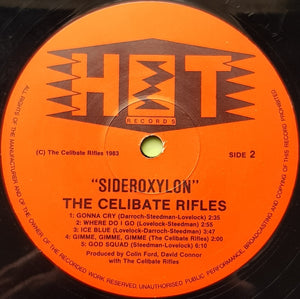 HOT
RECORDS
(C) The Celibate Rifles 1983
SIDE 2
"SIDEROXYLON"
THE CELIBATE RIFLES
1: GONNA CRY (Darroch-Steedman-Lovelock) 2:35
2: WHERE DO I GO (Lovelock-Lovelock) 2:55
3: ICE BLUE (Lovelock-Darroch-Steedman) 2:55
4: GIMME, GIMME, GIMME (The Celibate Rifles) 2:00
5: GOD SQUAD (Steedman-Lovelock) 6:10
Produced by Colin Ford, David Connor
with The Celibate Rifles
ALL RIGHTS OF THE MANUFACTURER AND OF THE OWNER OF THE RECORDED WORK RESERVED. UNAUTHORISED PUBLIC PERFORMANCE, BROADCASTING AND COPYING OF THIS RECORD PROHIBITED